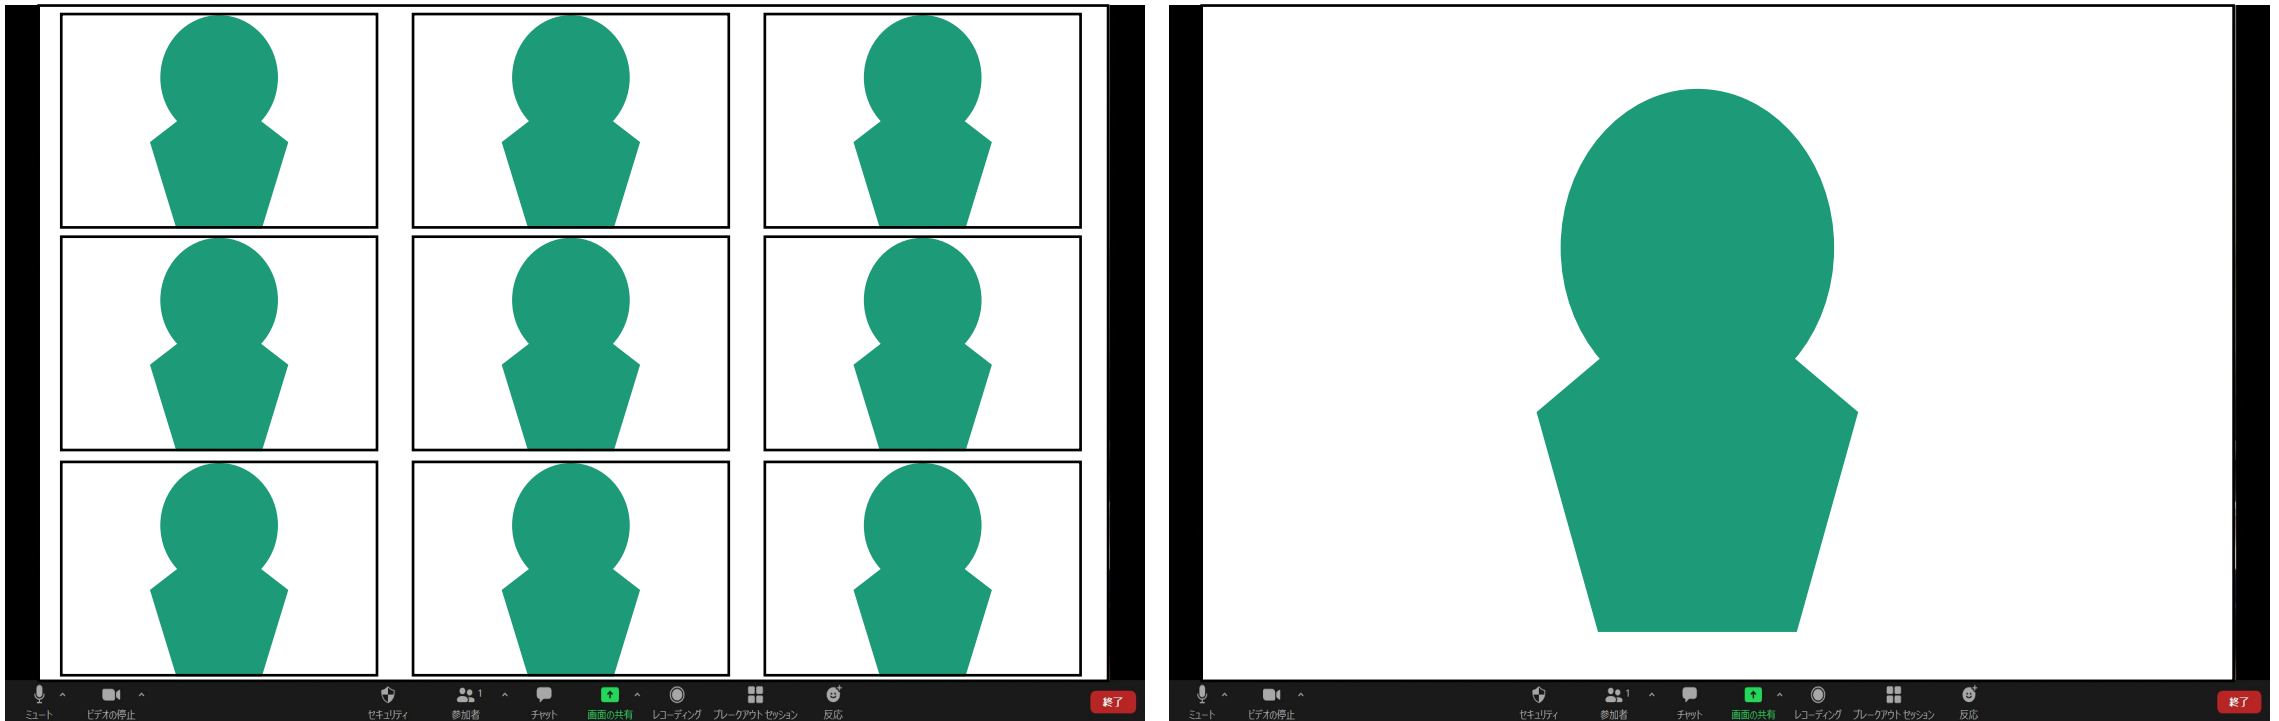 1
ミュート
ビデオの停止
セキュリティ
参加者
チャット
画面の共有
レコーディング
ブレークアウト セッション
反応
終了
1
ミュート
ビデオの停止
セキュリティ
参加者
チャット
画面の共有
レコーディング
ブレークアウト セッション
反応
終了